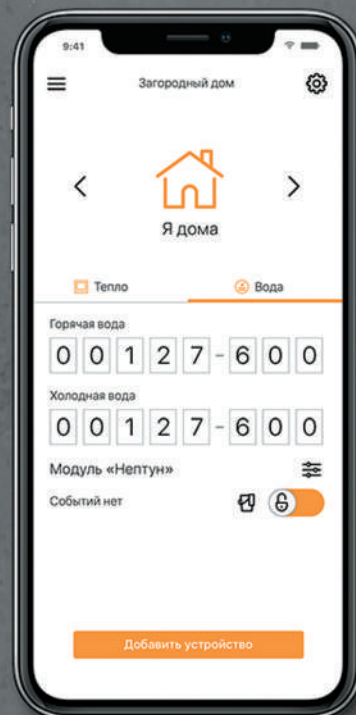 9:41
Загородный дом
Я дома
Тепло Вода
Горячая вода
00127-600
Холодная вода
00127-600
Модуль «Нептун»
Событий нет
Добавить устройство